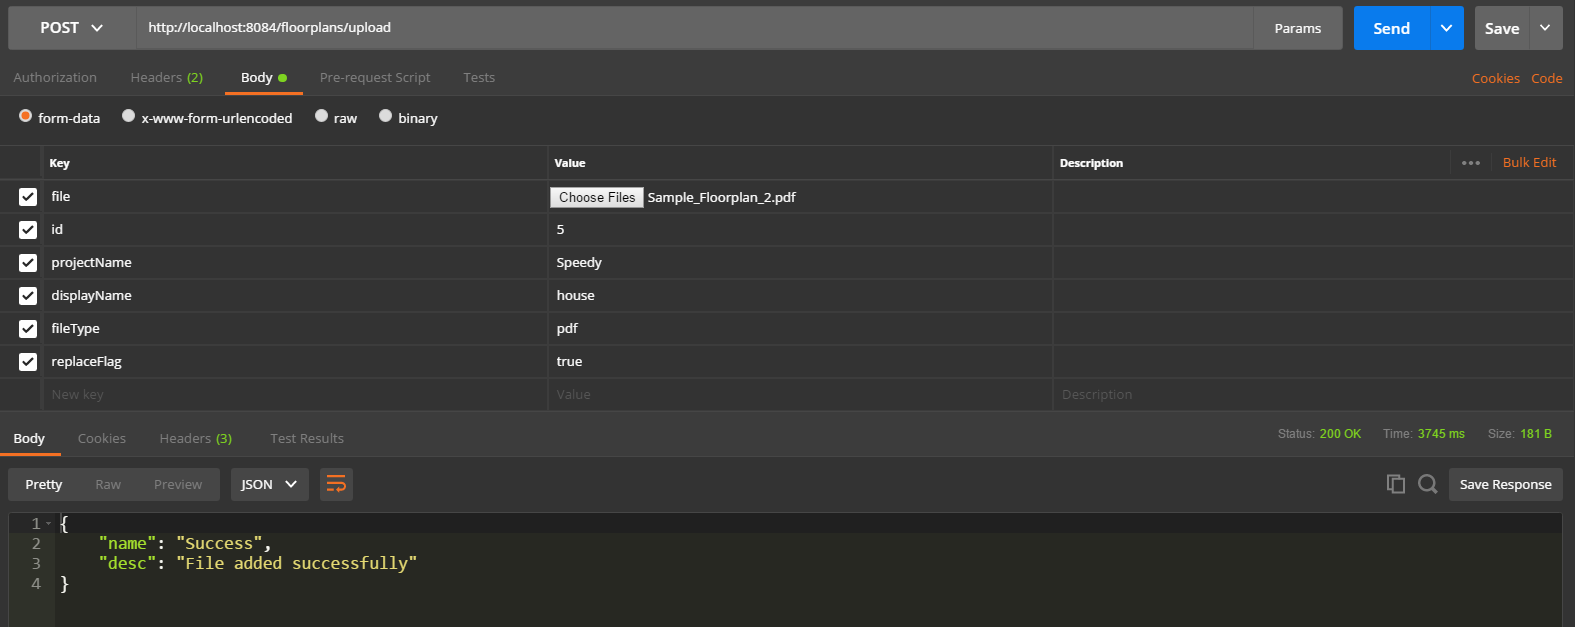 POST http://localhost:8084/floorplans/upload Params Send Save
Authorization Headers (2) Body Pre-request Script Tests Cookies Code
form-data x-www-form-urlencoded raw binary
Key Value Description ••• Bulk Edit
file Choose Files Sample_Floorplan_2.pdf
id 5
projectName Speedy
displayName house
fileType pdf
replaceFlag true
New key Value Description
Body Cookies Headers (3) Test Results Status: 200 OK Time: 3745 ms Size: 181 B
Pretty Raw Preview JSON Save Response
1 {
2 "name": "Success",
3 "desc": "File added successfully"
4 }